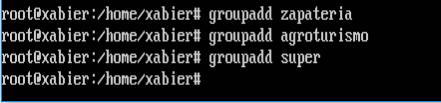 root@xabier:/home/xabier# groupadd zapateria
root@xabier:/home/xabier# groupadd agroturismo
root@xabier:/home/xabier# groupadd super
root@xabier:/home/xabier#